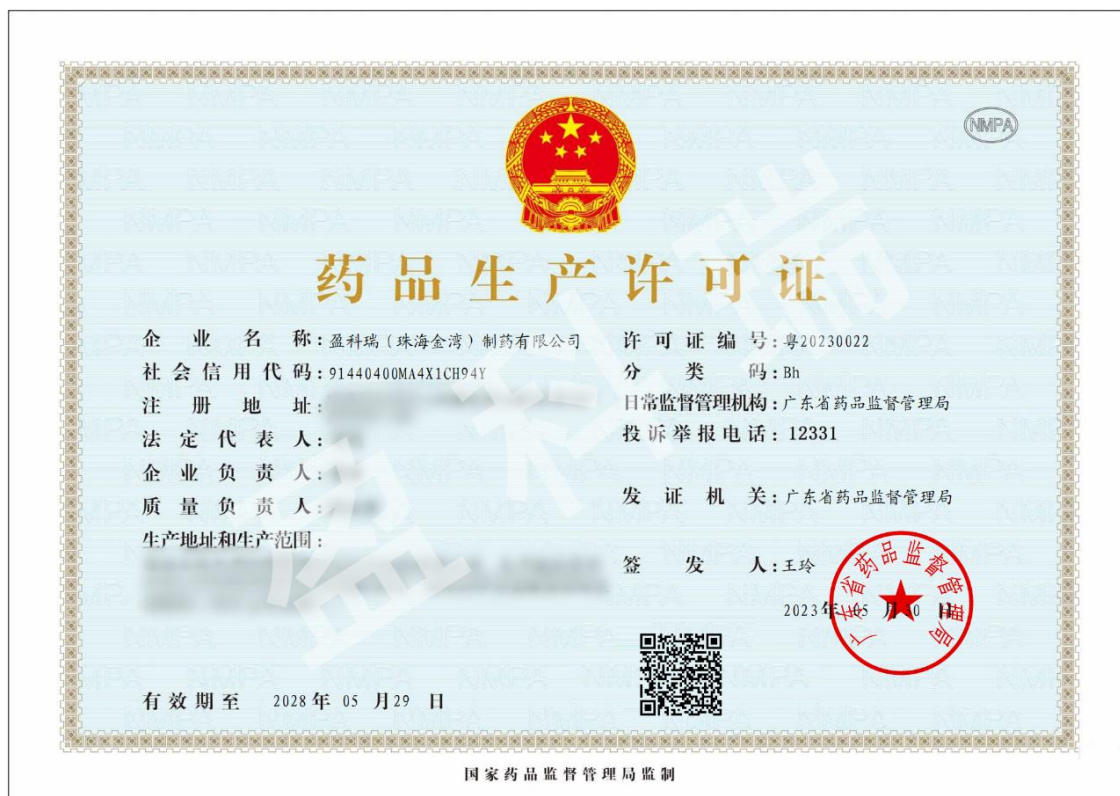 NMPA
药品生产许可证
企业名称:盈科瑞(珠海金湾)制药有限公司
社会信用代码:91440400MA4X1CH94Y
注册地址:
法定代表人:
企业负责人:
质量负责人:
生产地址和生产范围:
许可证编号:粤20230022
分类码:Bh
日常监督管理机构:广东省药品监督管理局
投诉举报电话:12331
发证机关:广东省药品监督管理局
签发人:王玲
2023年05月30日
广东省药品监督管理局
有效期至 2028年05月29日
国家药品监督管理局监制
盈科瑞